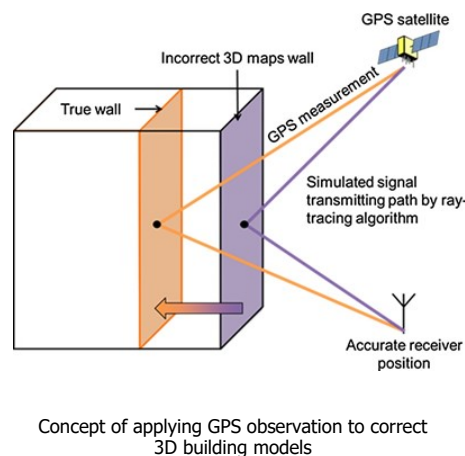 GPS satellite
Incorrect 3D maps wall
True wall
GPS measurement
Simulated signal
transmitting path by ray-
tracing algorithm
Accurate receiver
position
Concept of applying GPS observation to correct
3D building models